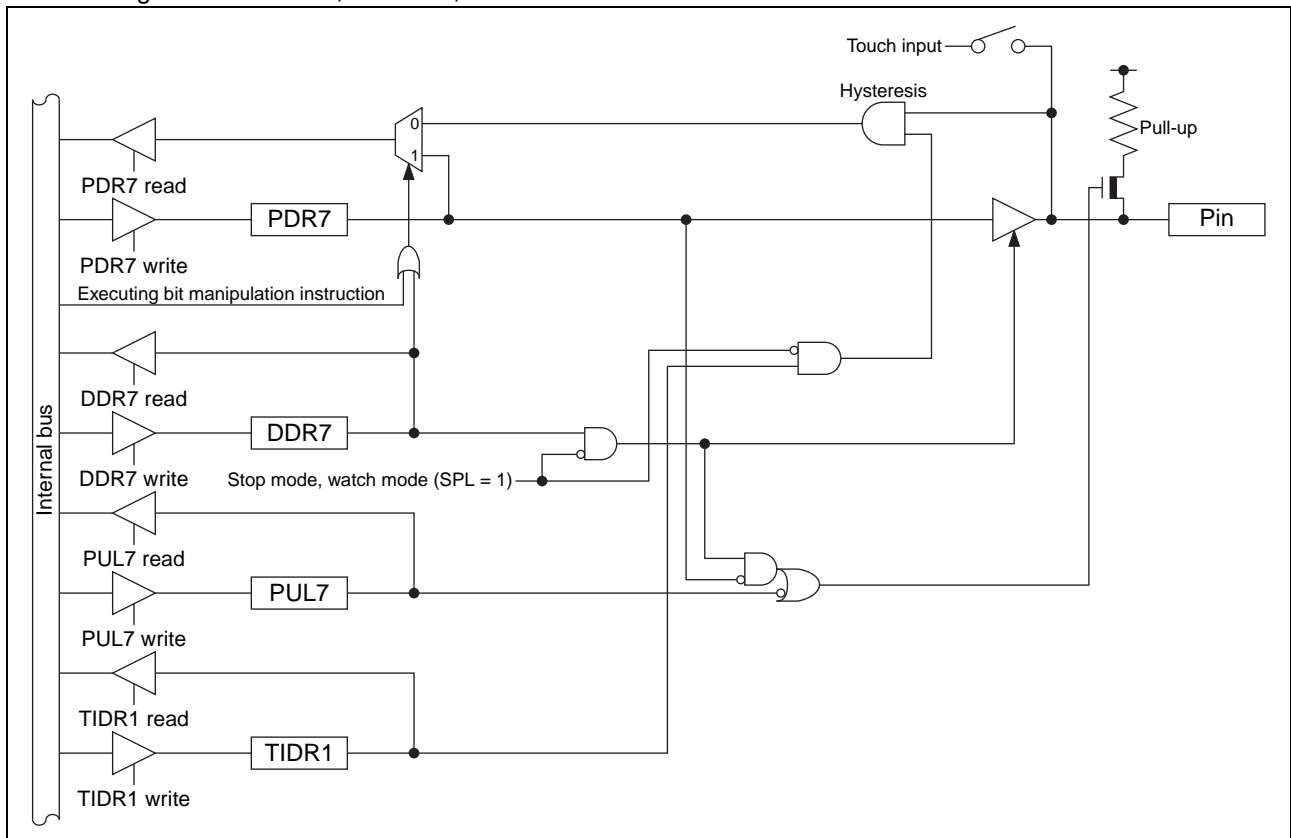 Touch input
Hysteresis
0
Pull-up
1
PDR7 read
PDR7
Pin
PDR7 write
Executing bit manipulation instruction
DDR7 read
DDR7
Internal bus
DDR7 write
Stop mode, watch mode (SPL = 1)
PUL7 read
PUL7
PUL7 write
TIDR1 read
TIDR1
TIDR1 write